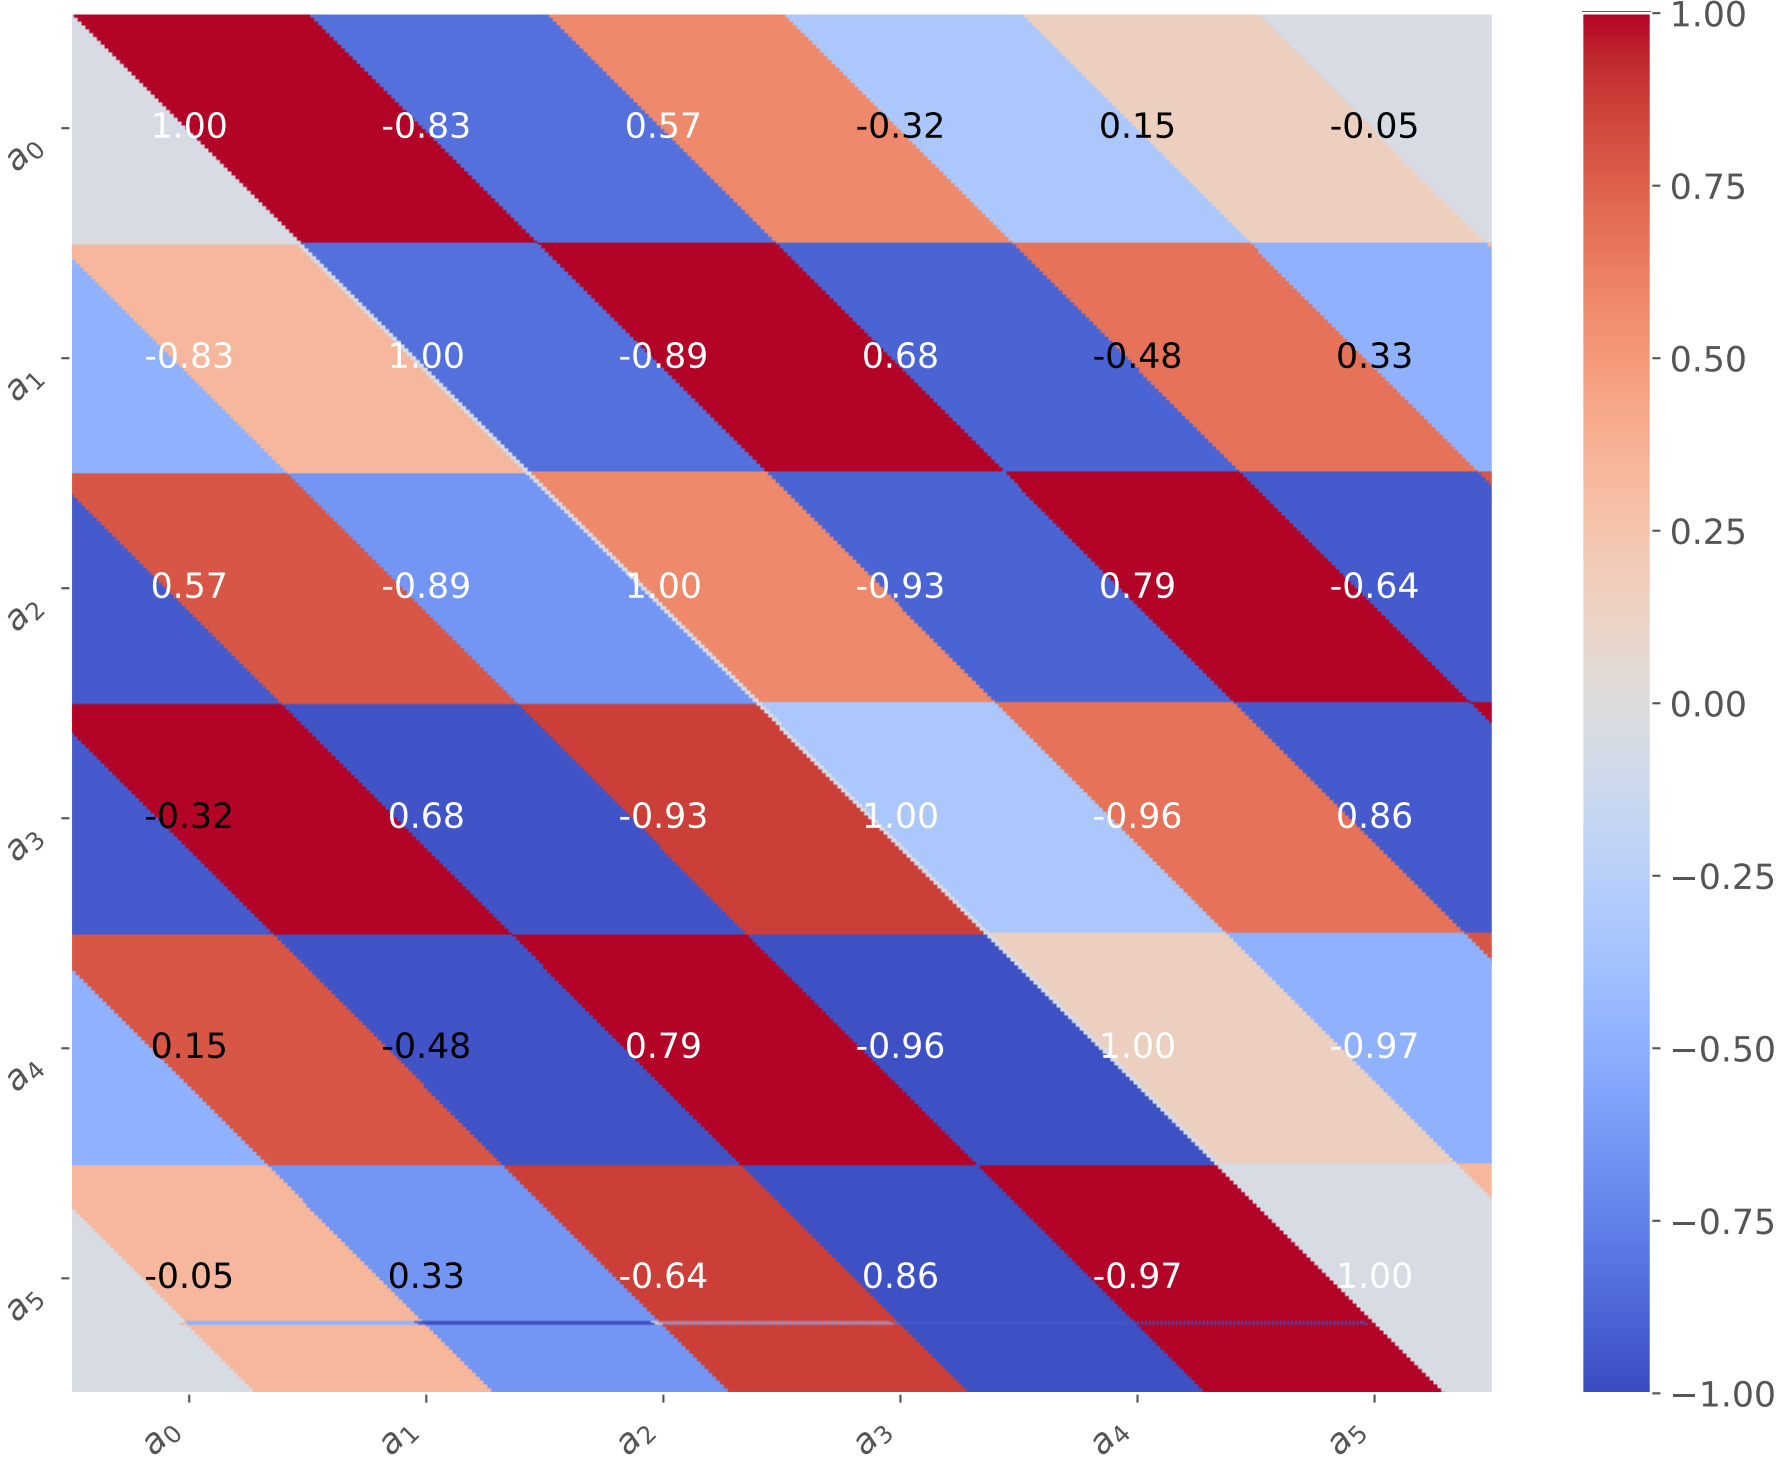 1.00
a0 1.00 -0.83 0.57 -0.32 0.15 -0.05
0.75
a1 -0.83 1.00 -0.89 0.68 -0.48 0.33
0.50
0.25
a2 0.57 -0.89 1.00 -0.93 0.79 -0.64
0.00
a3 -0.32 0.68 -0.93 1.00 -0.96 0.86
−0.25
a4 0.15 -0.48 0.79 -0.96 1.00 -0.97
−0.50
−0.75
a5 -0.05 0.33 -0.64 0.86 -0.97 1.00
−1.00
a0 a1 a2 a3 a4 a5